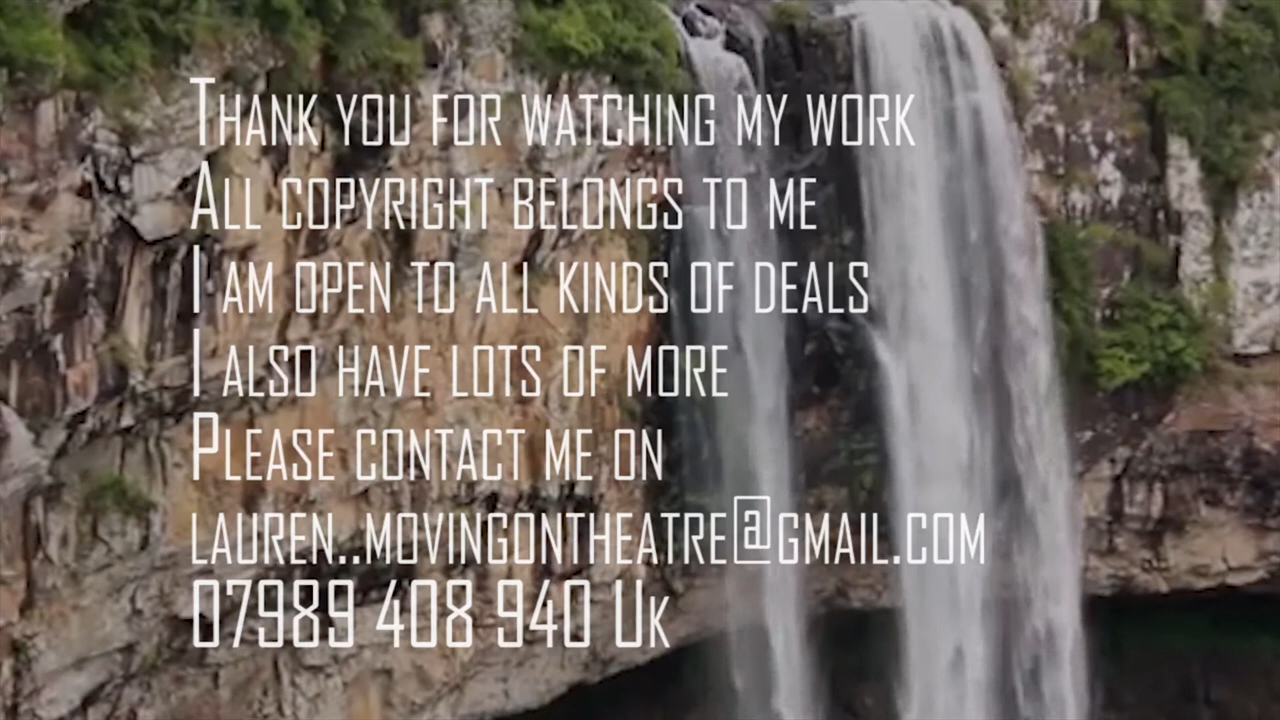 Thank you for watching my work
All copyright belongs to me
I am open to all kinds of deals
I also have lots of more
Please contact me on
lauren..movingontheatre@gmail.com
07989 408 940 Uk